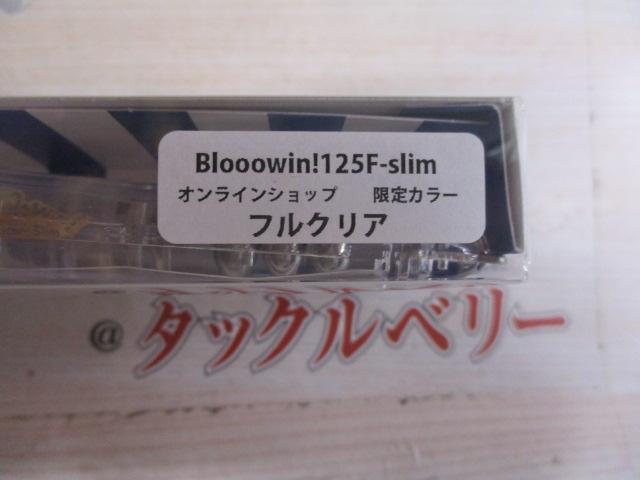 Blooowin!125F-slim
オンラインショップ 限定カラー
フルクリア
@タックルベリー